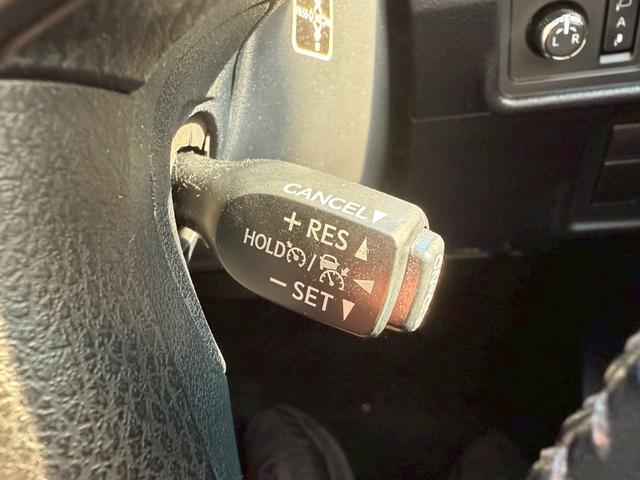 L R
A
CANCEL▼
+ RES ▲
HOLD /
− SET ▼